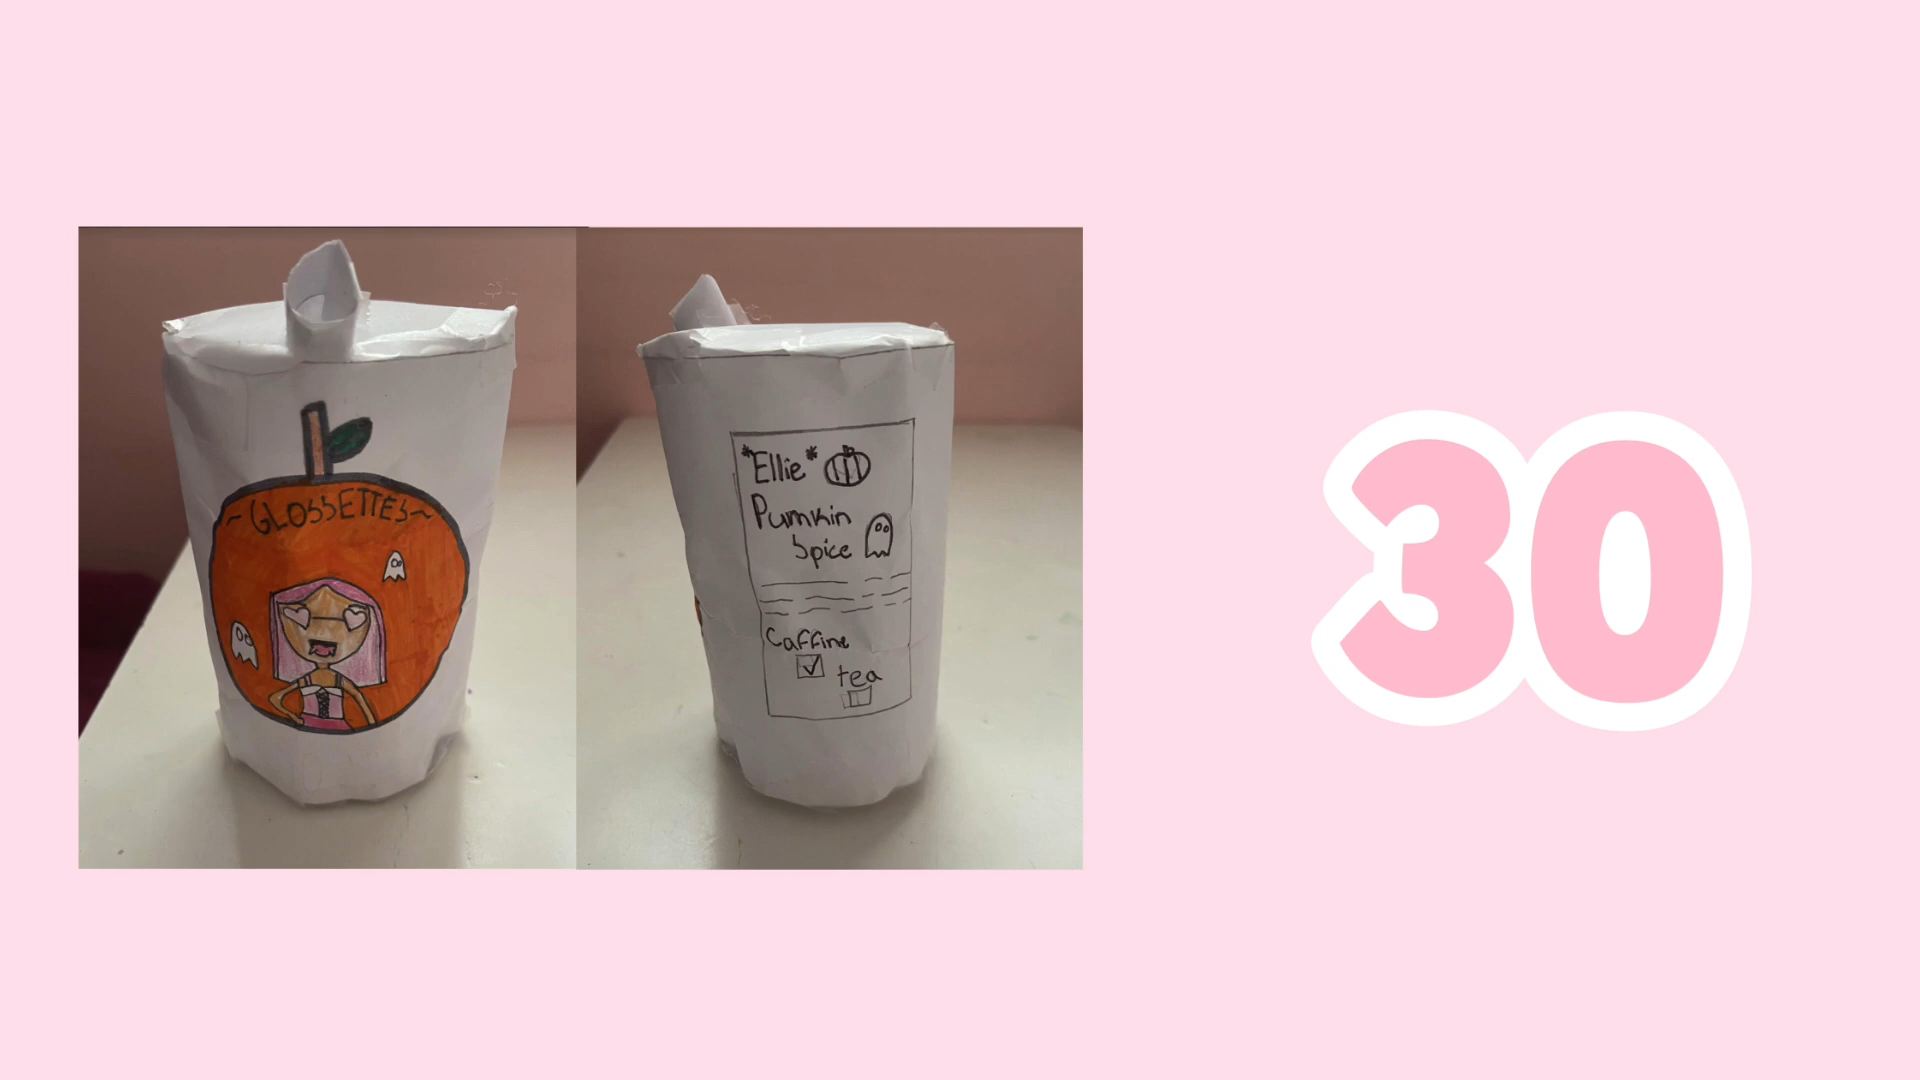 ~GLOSSETTES~
*Ellie*
Pumkin
Spice
Caffine
tea
30